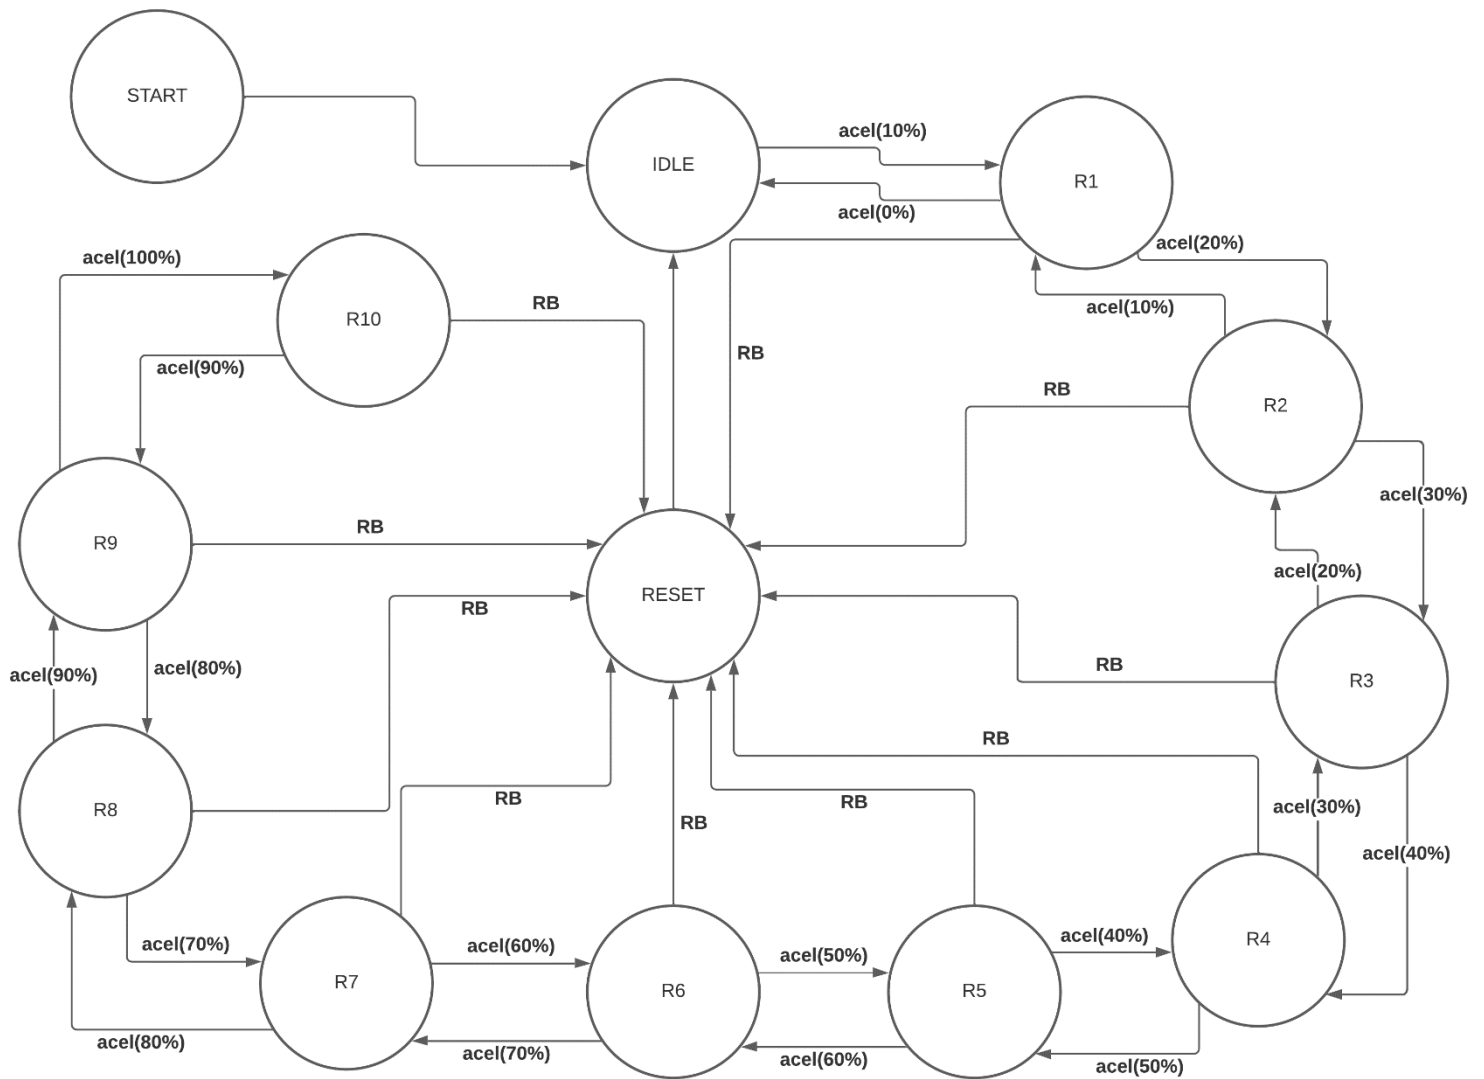 START
IDLE
acel(10%)
R1
acel(0%)
acel(20%)
acel(100%)
RB
acel(10%)
R10
RB
acel(90%)
RB
R2
acel(30%)
RB
R9
acel(20%)
RESET
RB
acel(90%)
acel(80%)
RB
R3
RB
RB
RB
acel(30%)
R8
RB
acel(40%)
acel(70%)
acel(60%)
acel(50%)
acel(40%)
R4
R7
R6
R5
acel(80%)
acel(70%)
acel(60%)
acel(50%)